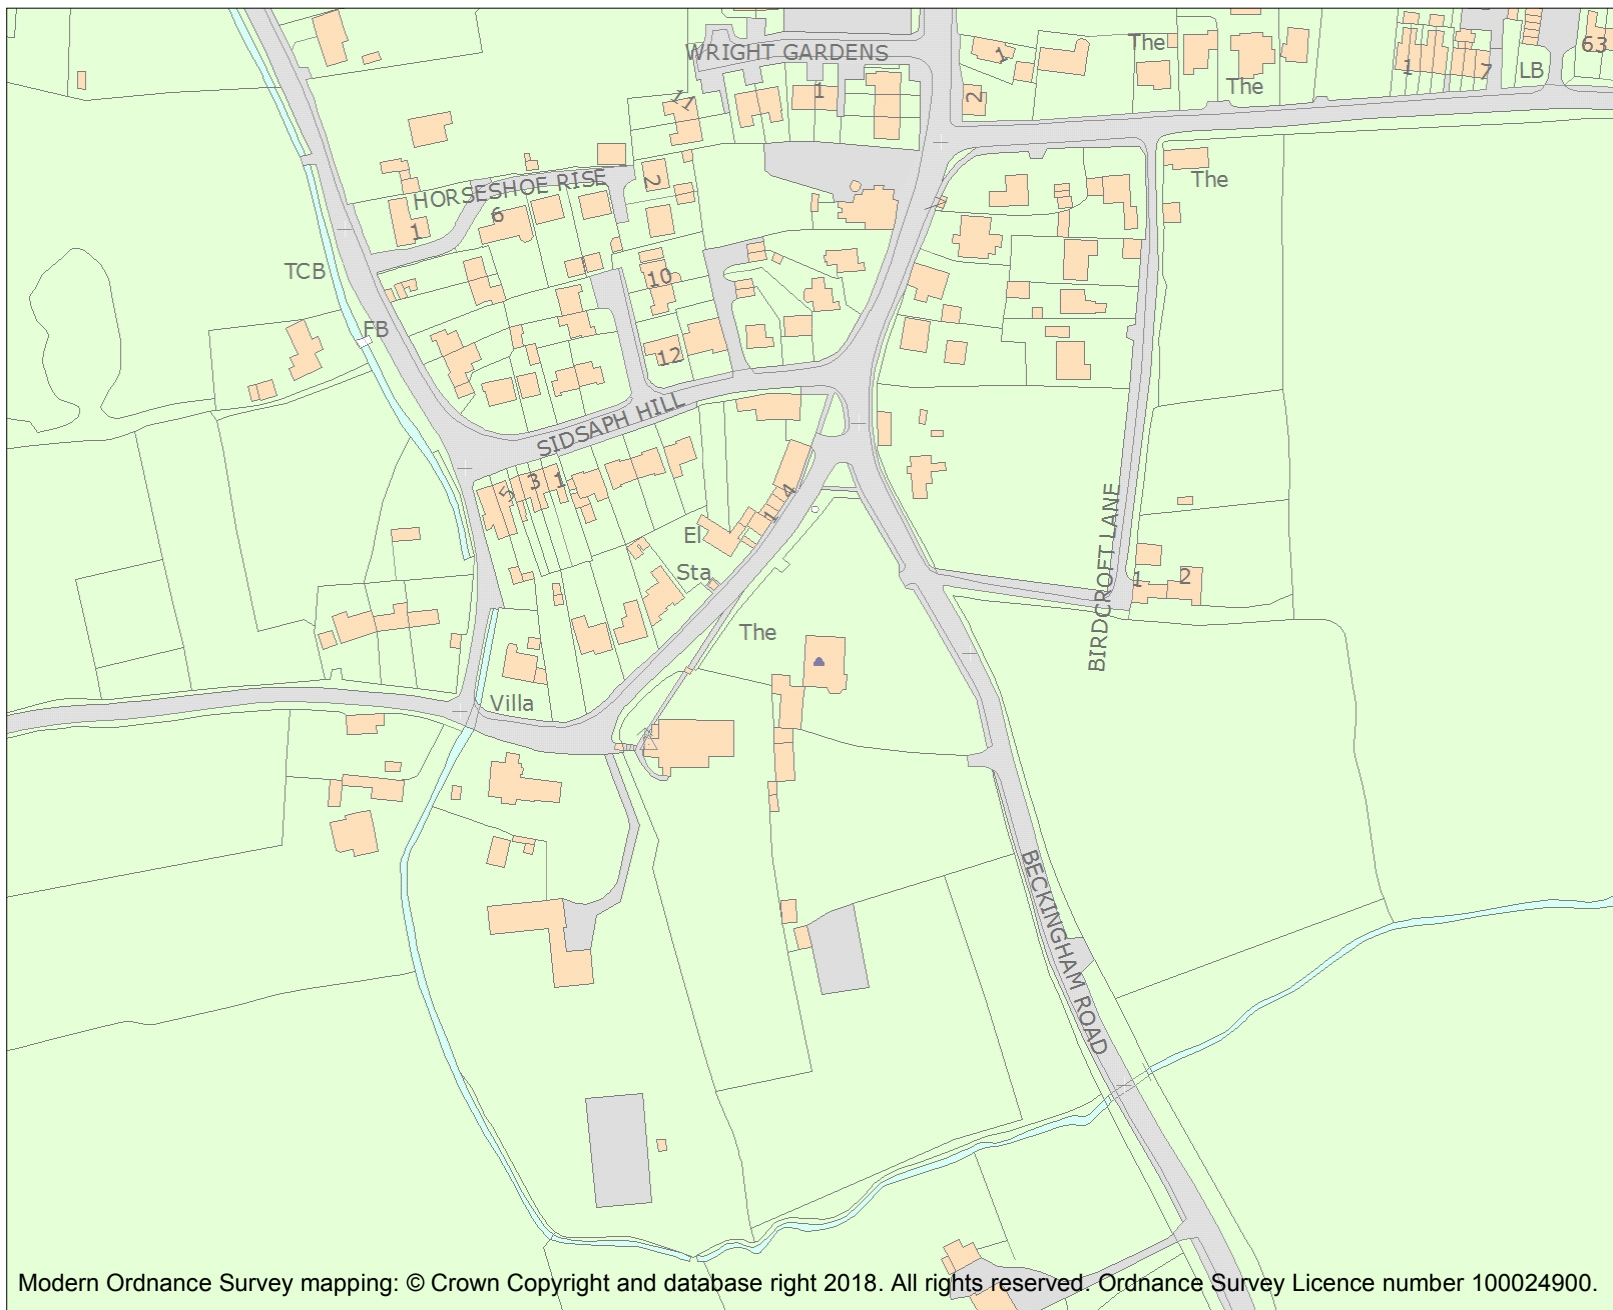 WRIGHT GARDENS
1
The
63
1
7
LB
The
2
11
1
HORSESHOE RISE
2
The
6
1
TCB
10
FB
12
SIDSAPH HILL
5
3
1
4
1
El
Sta
BIRDCROFT LANE
1
2
The
Villa
BECKINGHAM ROAD
Modern Ordnance Survey mapping: © Crown Copyright and database right 2018. All rights reserved. Ordnance Survey Licence number 100024900.